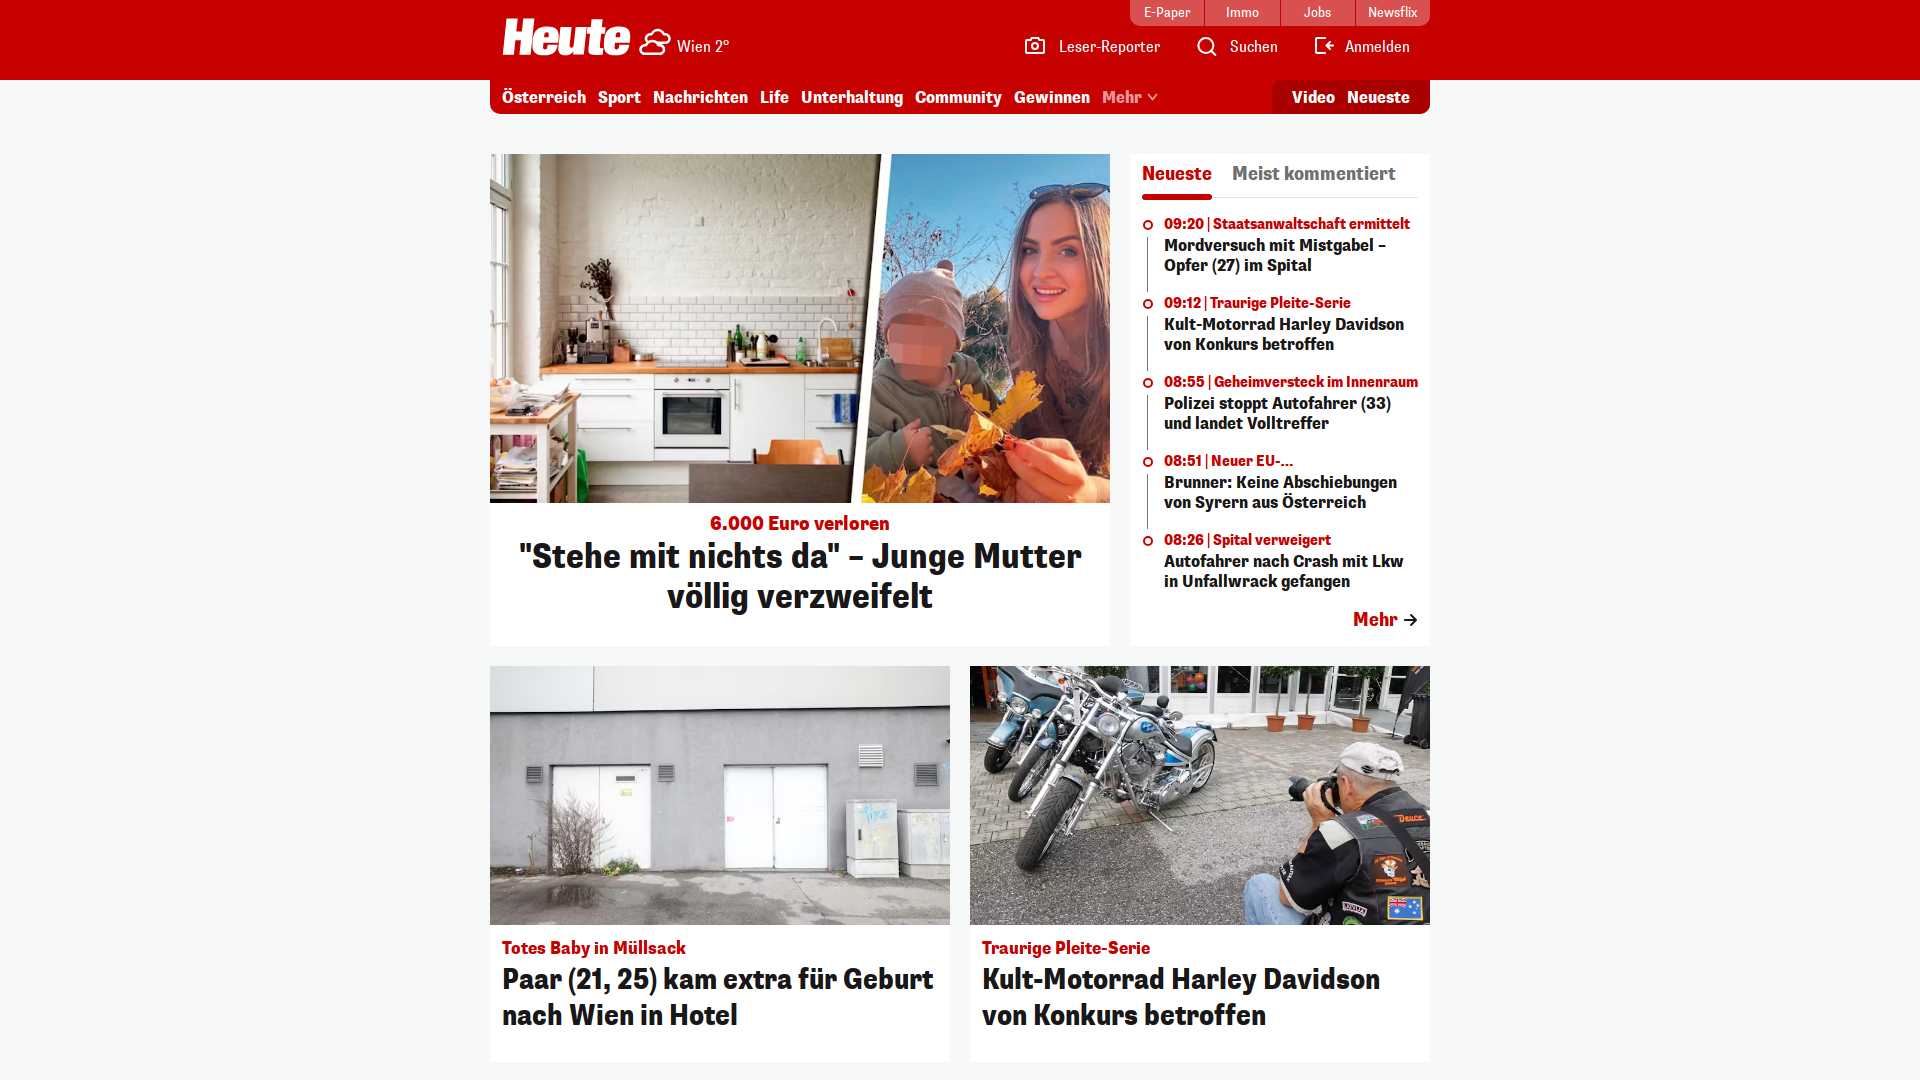 E-Paper
Immo
Jobs
Newsflix
Heute
Wien 2°
Leser-Reporter
Suchen
Anmelden
Österreich
Sport
Nachrichten
Life
Unterhaltung
Community
Gewinnen
Mehr
Video
Neueste
6.000 Euro verloren
"Stehe mit nichts da" – Junge Mutter
völlig verzweifelt
Neueste
Meist kommentiert
09:20 | Staatsanwaltschaft ermittelt
Mordversuch mit Mistgabel –
Opfer (27) im Spital
09:12 | Traurige Pleite-Serie
Kult-Motorrad Harley Davidson
von Konkurs betroffen
08:55 | Geheimversteck im Innenraum
Polizei stoppt Autofahrer (33)
und landet Volltreffer
08:51 | Neuer EU-...
Brunner: Keine Abschiebungen
von Syrern aus Österreich
08:26 | Spital verweigert
Autofahrer nach Crash mit Lkw
in Unfallwrack gefangen
Mehr
Totes Baby in Müllsack
Paar (21, 25) kam extra für Geburt
nach Wien in Hotel
Deuce
Traurige Pleite-Serie
Kult-Motorrad Harley Davidson
von Konkurs betroffen